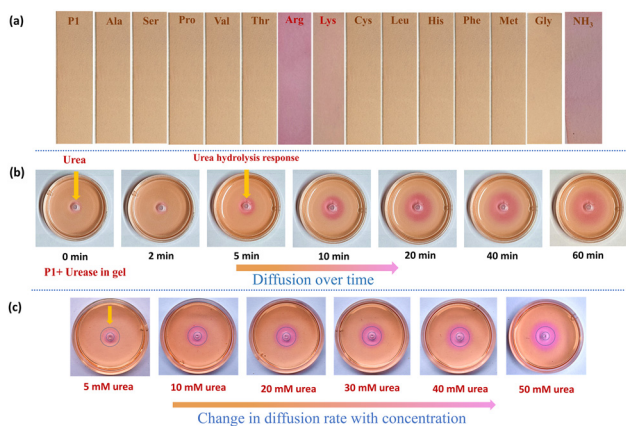 (a)
P1 Ala Ser Pro Val Thr Arg Lys Cys Leu His Phe Met Gly NH₃
Urea
Urea hydrolysis response
(b)
0 min 2 min 5 min 10 min 20 min 40 min 60 min
P1+ Urease in gel
Diffusion over time
(c)
5 mM urea 10 mM urea 20 mM urea 30 mM urea 40 mM urea 50 mM urea
Change in diffusion rate with concentration